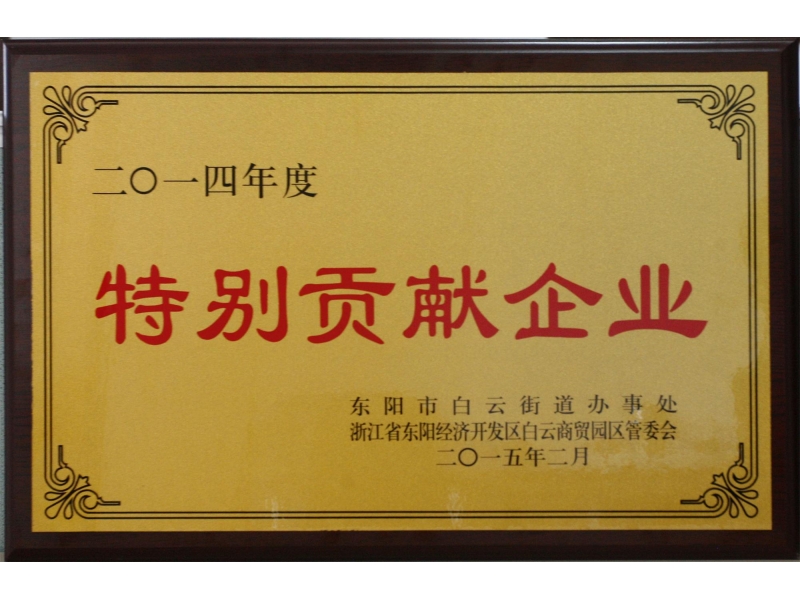 二〇一四年度
特别贡献企业
东阳市白云街道办事处
浙江省东阳经济开发区白云商贸园区管委会
二〇一五年二月